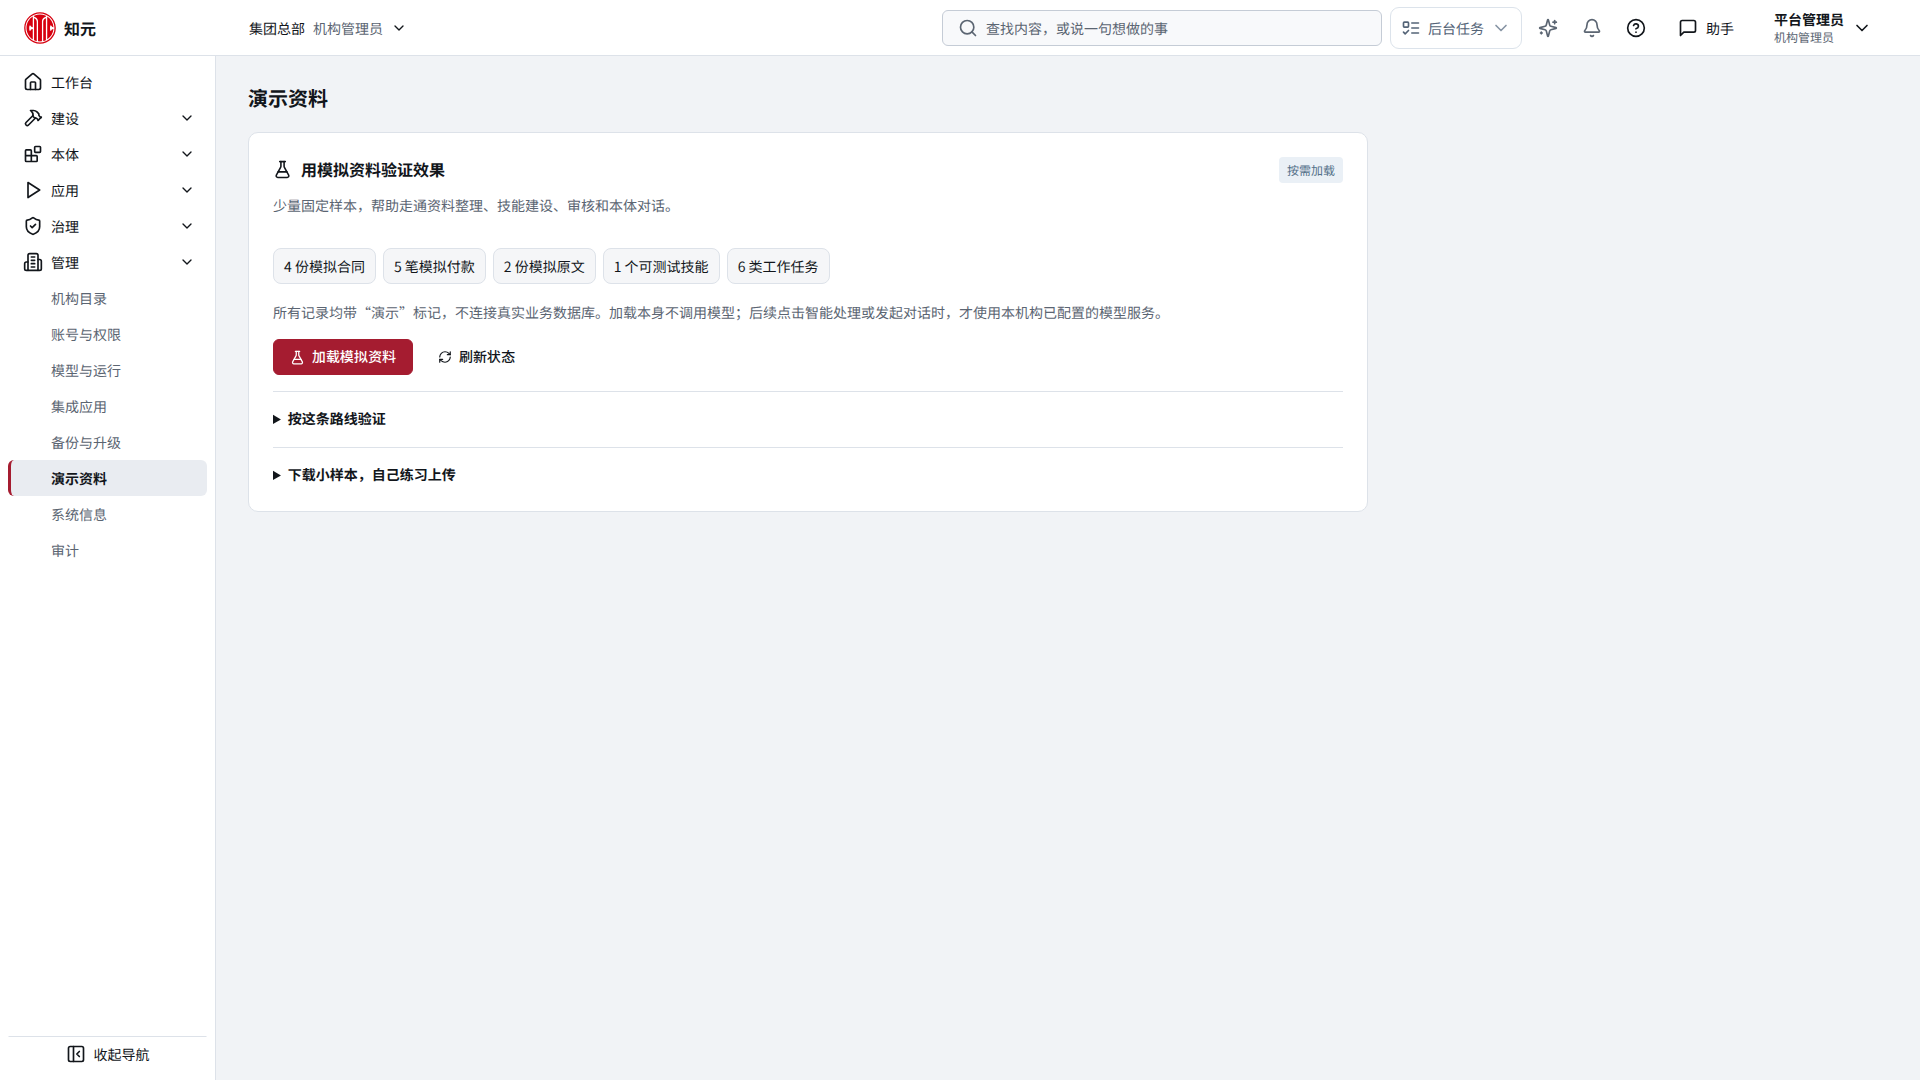 知元
集团总部 机构管理员
查找内容，或说一句想做的事
后台任务
助手
平台管理员
机构管理员
工作台
建设
本体
应用
治理
管理
机构目录
账号与权限
模型与运行
集成应用
备份与升级
演示资料
系统信息
审计
收起导航
演示资料
用模拟资料验证效果
按需加载
少量固定样本，帮助走通资料整理、技能建设、审核和本体对话。
4 份模拟合同
5 笔模拟付款
2 份模拟原文
1 个可测试技能
6 类工作任务
所有记录均带“演示”标记，不连接真实业务数据库。加载本身不调用模型；后续点击智能处理或发起对话时，才使用本机构已配置的模型服务。
加载模拟资料
刷新状态
按这条路线验证
下载小样本，自己练习上传